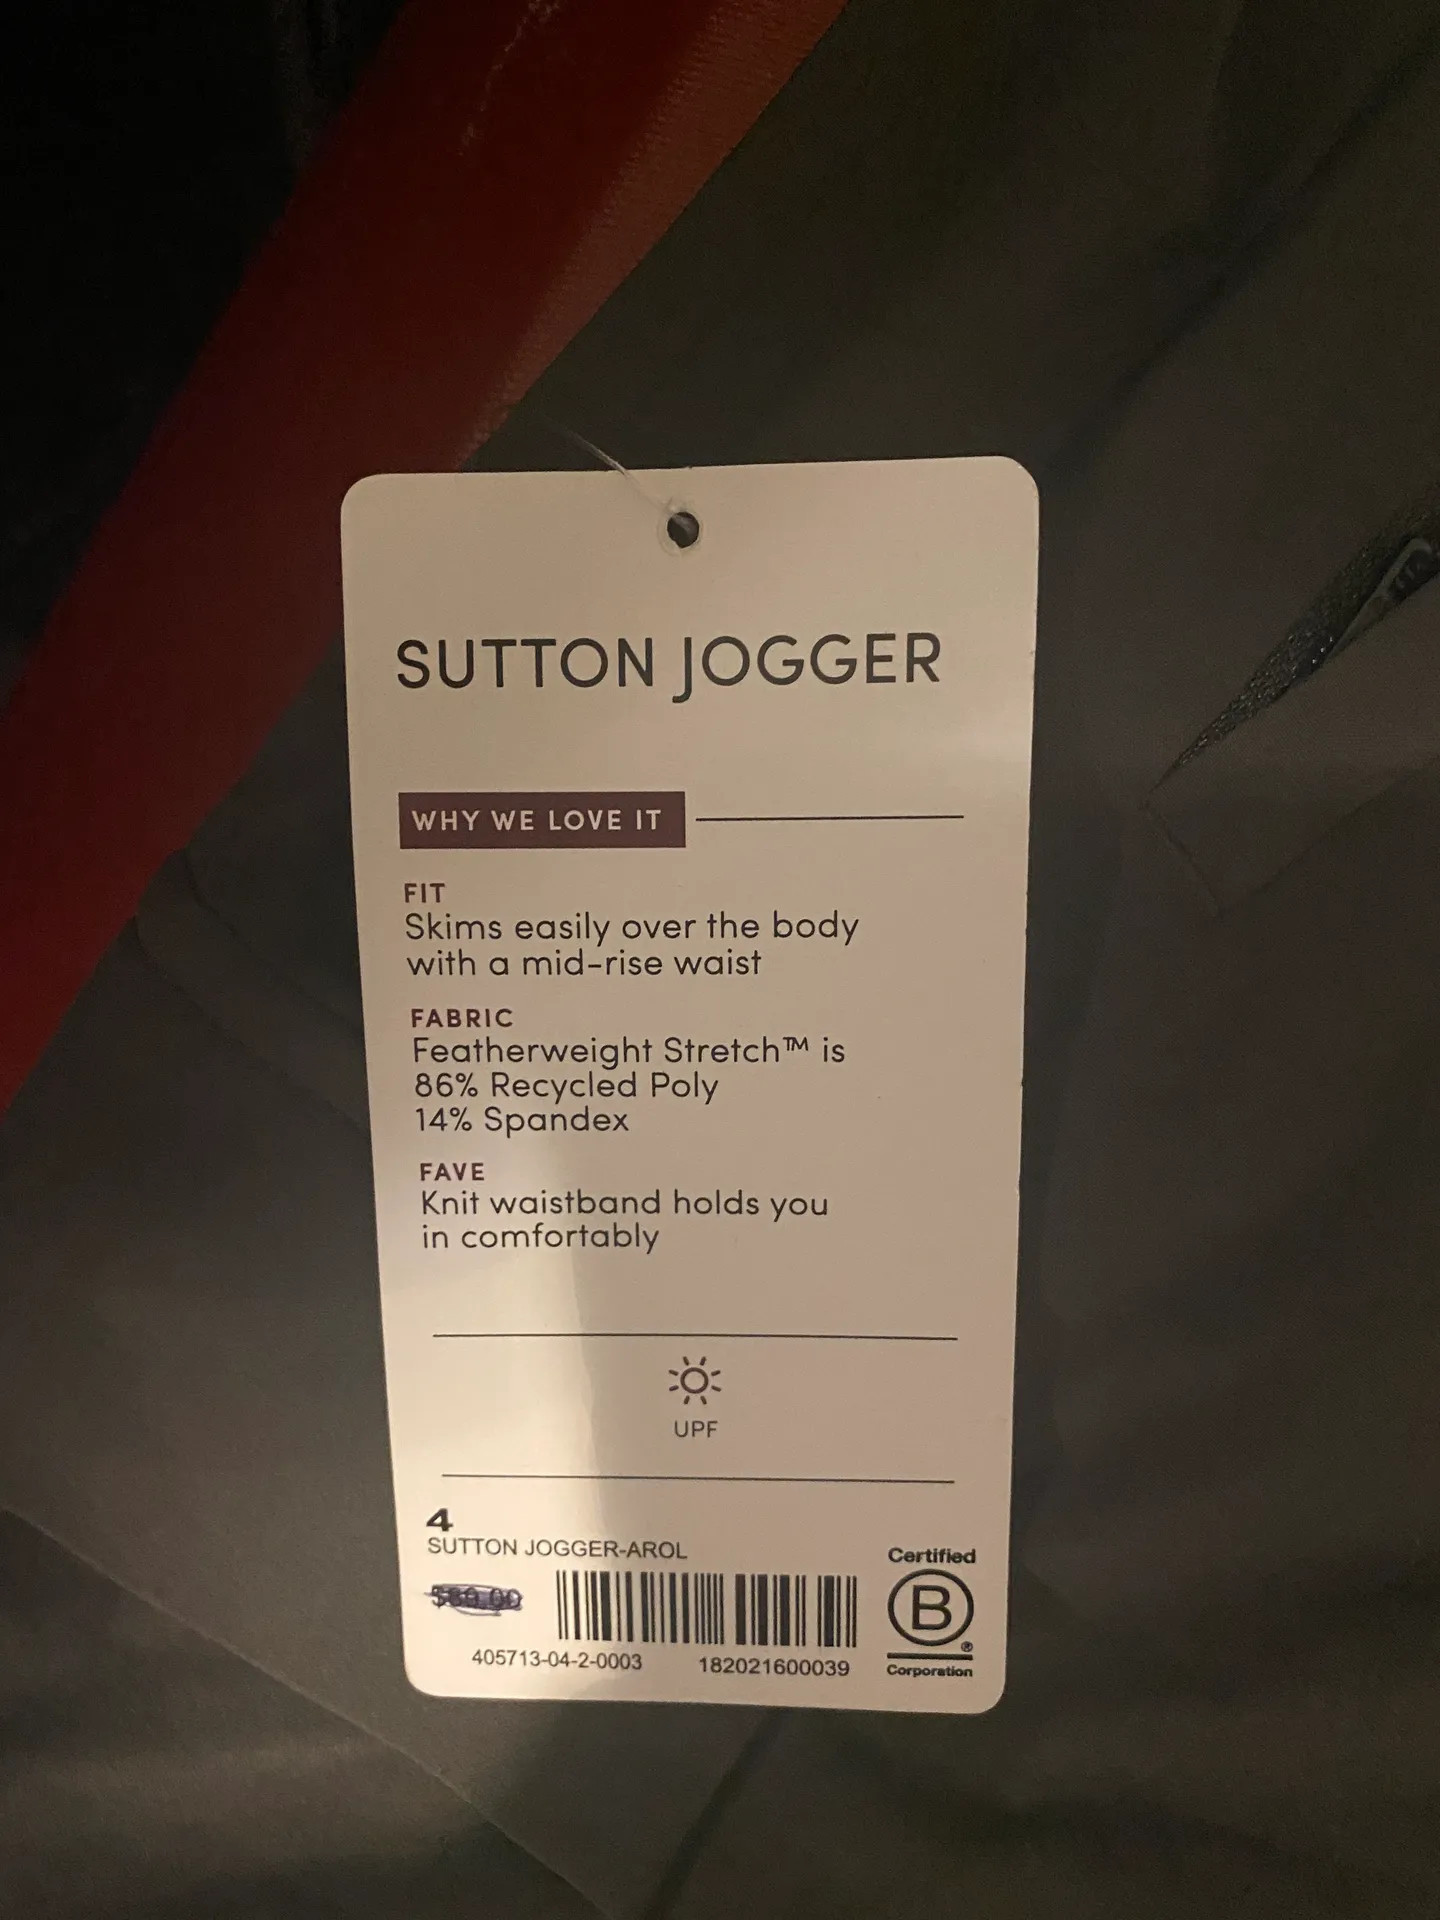 SUTTON JOGGER
WHY WE LOVE IT
FIT
Skims easily over the body
with a mid-rise waist
FABRIC
Featherweight Stretch™ is
86% Recycled Poly
14% Spandex
FAVE
Knit waistband holds you
in comfortably
UPF
4
SUTTON JOGGER-AROL
405713-04-2-0003 182021600039
Certified
B
®
Corporation